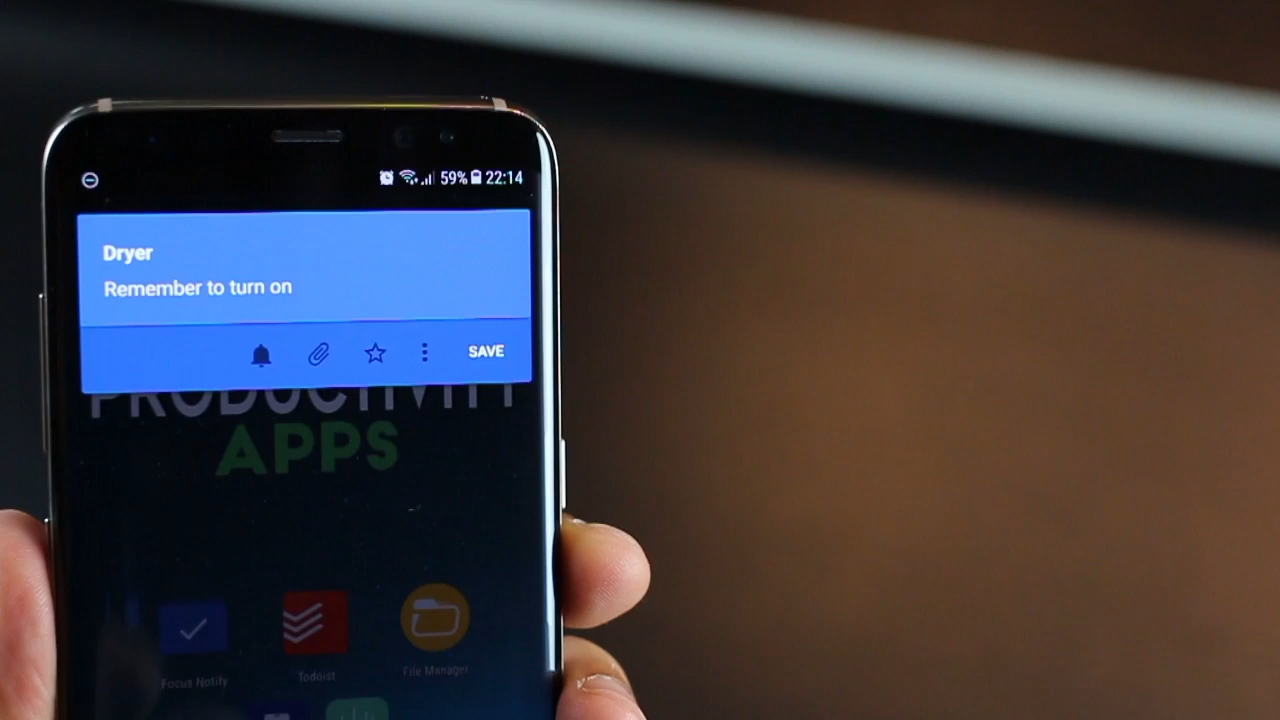 59% 22:14
Dryer
Remember to turn on
SAVE
PRODUCTIVITY
APPS
Focus Notify
Todoist
File Manager